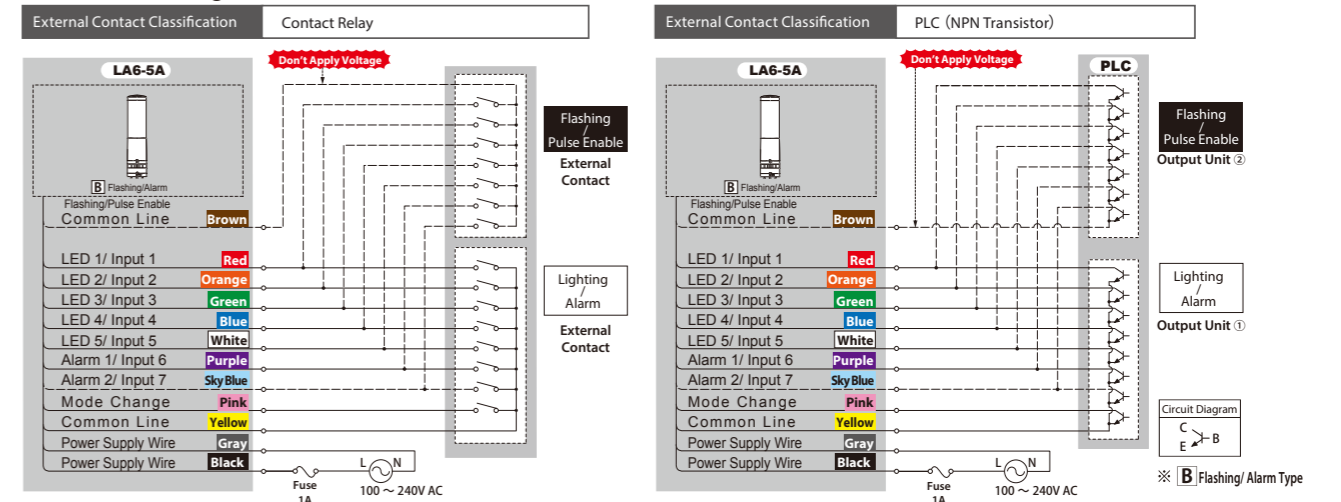 External Contact Classification
Contact Relay
Don't Apply Voltage
LA6-5A
B Flashing/Alarm
Flashing/Pulse Enable
Common Line Brown
LED 1/ Input 1 Red
LED 2/ Input 2 Orange
LED 3/ Input 3 Green
LED 4/ Input 4 Blue
LED 5/ Input 5 White
Alarm 1/ Input 6 Purple
Alarm 2/ Input 7 Sky Blue
Mode Change Pink
Common Line Yellow
Power Supply Wire Gray
Power Supply Wire Black
Fuse
1A
L N
100 ~ 240V AC
Flashing
/
Pulse Enable
External
Contact
Lighting
/
Alarm
External
Contact
External Contact Classification
PLC (NPN Transistor)
Don't Apply Voltage
LA6-5A
PLC
B Flashing/Alarm
Flashing/Pulse Enable
Common Line Brown
LED 1/ Input 1 Red
LED 2/ Input 2 Orange
LED 3/ Input 3 Green
LED 4/ Input 4 Blue
LED 5/ Input 5 White
Alarm 1/ Input 6 Purple
Alarm 2/ Input 7 Sky Blue
Mode Change Pink
Common Line Yellow
Power Supply Wire Gray
Power Supply Wire Black
Fuse
1A
L N
100 ~ 240V AC
Flashing
/
Pulse Enable
Output Unit ②
Lighting
/
Alarm
Output Unit ①
Circuit Diagram
C
B
E
※ B Flashing/ Alarm Type